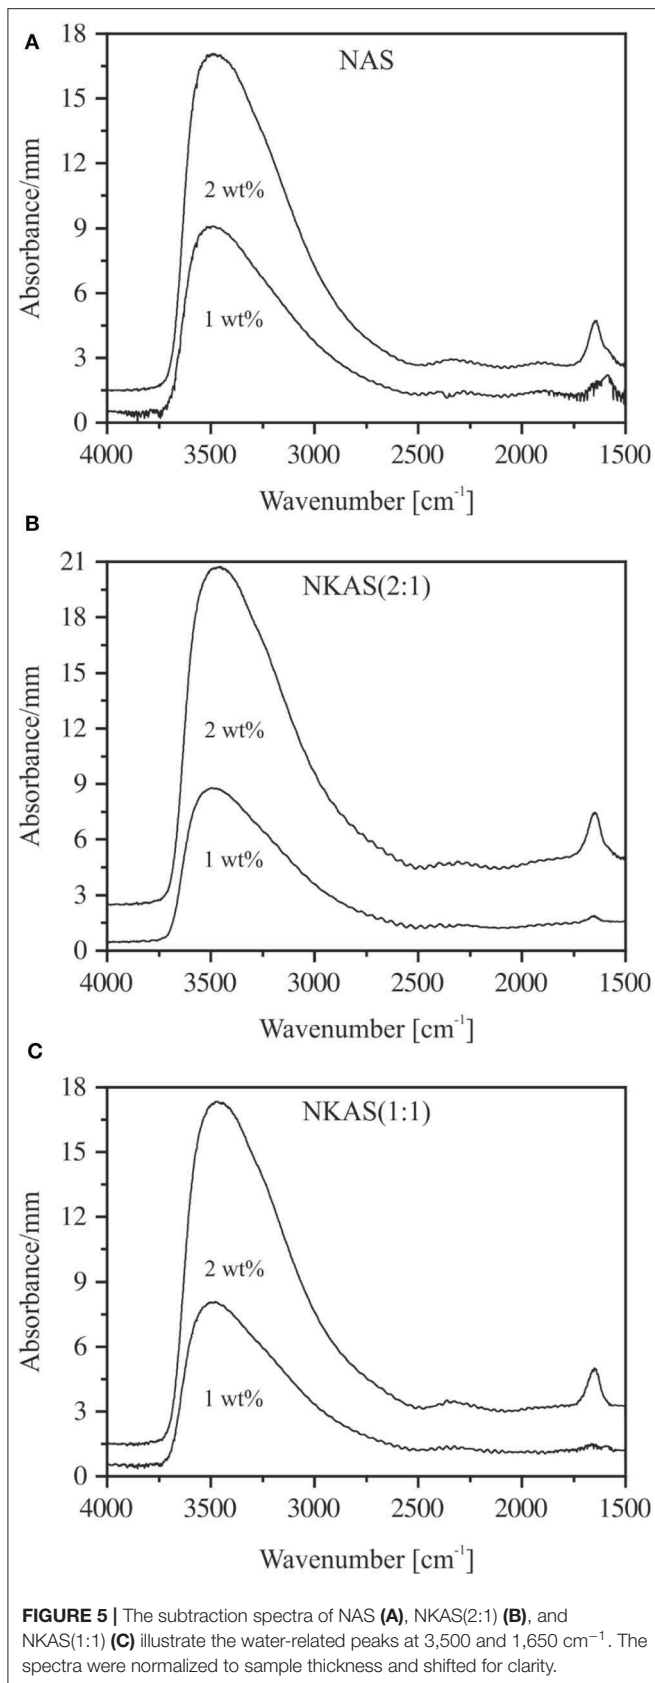 A
NAS
18
15
12
9
6
3
0
Absorbance/mm
2 wt%
1 wt%
4000 3500 3000 2500 2000 1500
Wavenumber [cm⁻¹]
B
NKAS(2:1)
21
18
15
12
9
6
3
0
Absorbance/mm
2 wt%
1 wt%
4000 3500 3000 2500 2000 1500
Wavenumber [cm⁻¹]
C
NKAS(1:1)
18
15
12
9
6
3
0
Absorbance/mm
2 wt%
1 wt%
4000 3500 3000 2500 2000 1500
Wavenumber [cm⁻¹]
FIGURE 5 | The subtraction spectra of NAS (A), NKAS(2:1) (B), and
NKAS(1:1) (C) illustrate the water-related peaks at 3,500 and 1,650 cm⁻¹. The
spectra were normalized to sample thickness and shifted for clarity.